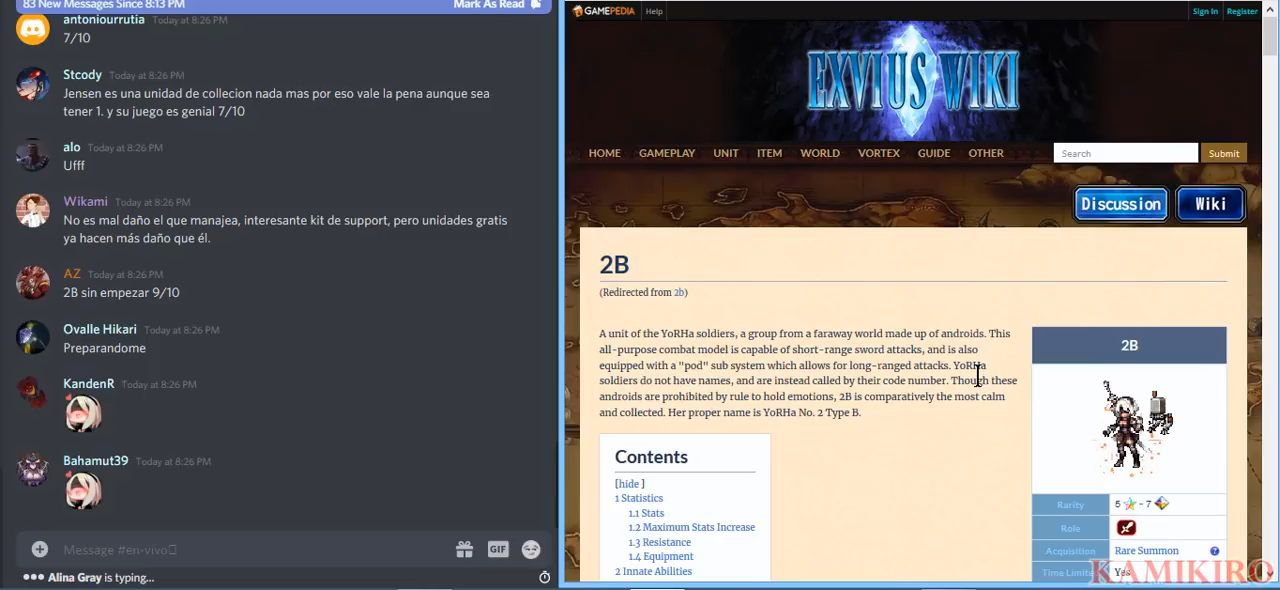 83 New Messages Since 8:13 PM
Mark As Read
antoniourrutia Today at 8:26 PM
7/10
Stcody Today at 8:26 PM
Jensen es una unidad de collecion nada mas por eso vale la pena aunque sea
tener 1. y su juego es genial 7/10
alo Today at 8:26 PM
Ufff
Wikami Today at 8:26 PM
No es mal daño el que manajea, interesante kit de support, pero unidades gratis
ya hacen más daño que él.
AZ Today at 8:26 PM
2B sin empezar 9/10
Ovalle Hikari Today at 8:26 PM
Preparandome
KandenR Today at 8:26 PM
Bahamut39 Today at 8:26 PM
Message #en-vivo
GIF
Alina Gray is typing...
GAMEPEDIA Help Sign In Register
EXVIUS WIKI
HOME GAMEPLAY UNIT ITEM WORLD VORTEX GUIDE OTHER
Search Submit
Discussion Wiki
2B
(Redirected from 2b)
A unit of the YoRHa soldiers, a group from a faraway world made up of androids. This
all-purpose combat model is capable of short-range sword attacks, and is also
equipped with a "pod" sub system which allows for long-ranged attacks. YoRHa
soldiers do not have names, and are instead called by their code number. Though these
androids are prohibited by rule to hold emotions, 2B is comparatively the most calm
and collected. Her proper name is YoRHa No. 2 Type B.
Contents
[hide ]
1 Statistics
1.1 Stats
1.2 Maximum Stats Increase
1.3 Resistance
1.4 Equipment
2 Innate Abilities
2B
Rarity 5 - 7
Role
Acquisition Rare Summon ?
Time Limited Yes
KAMIKIRO